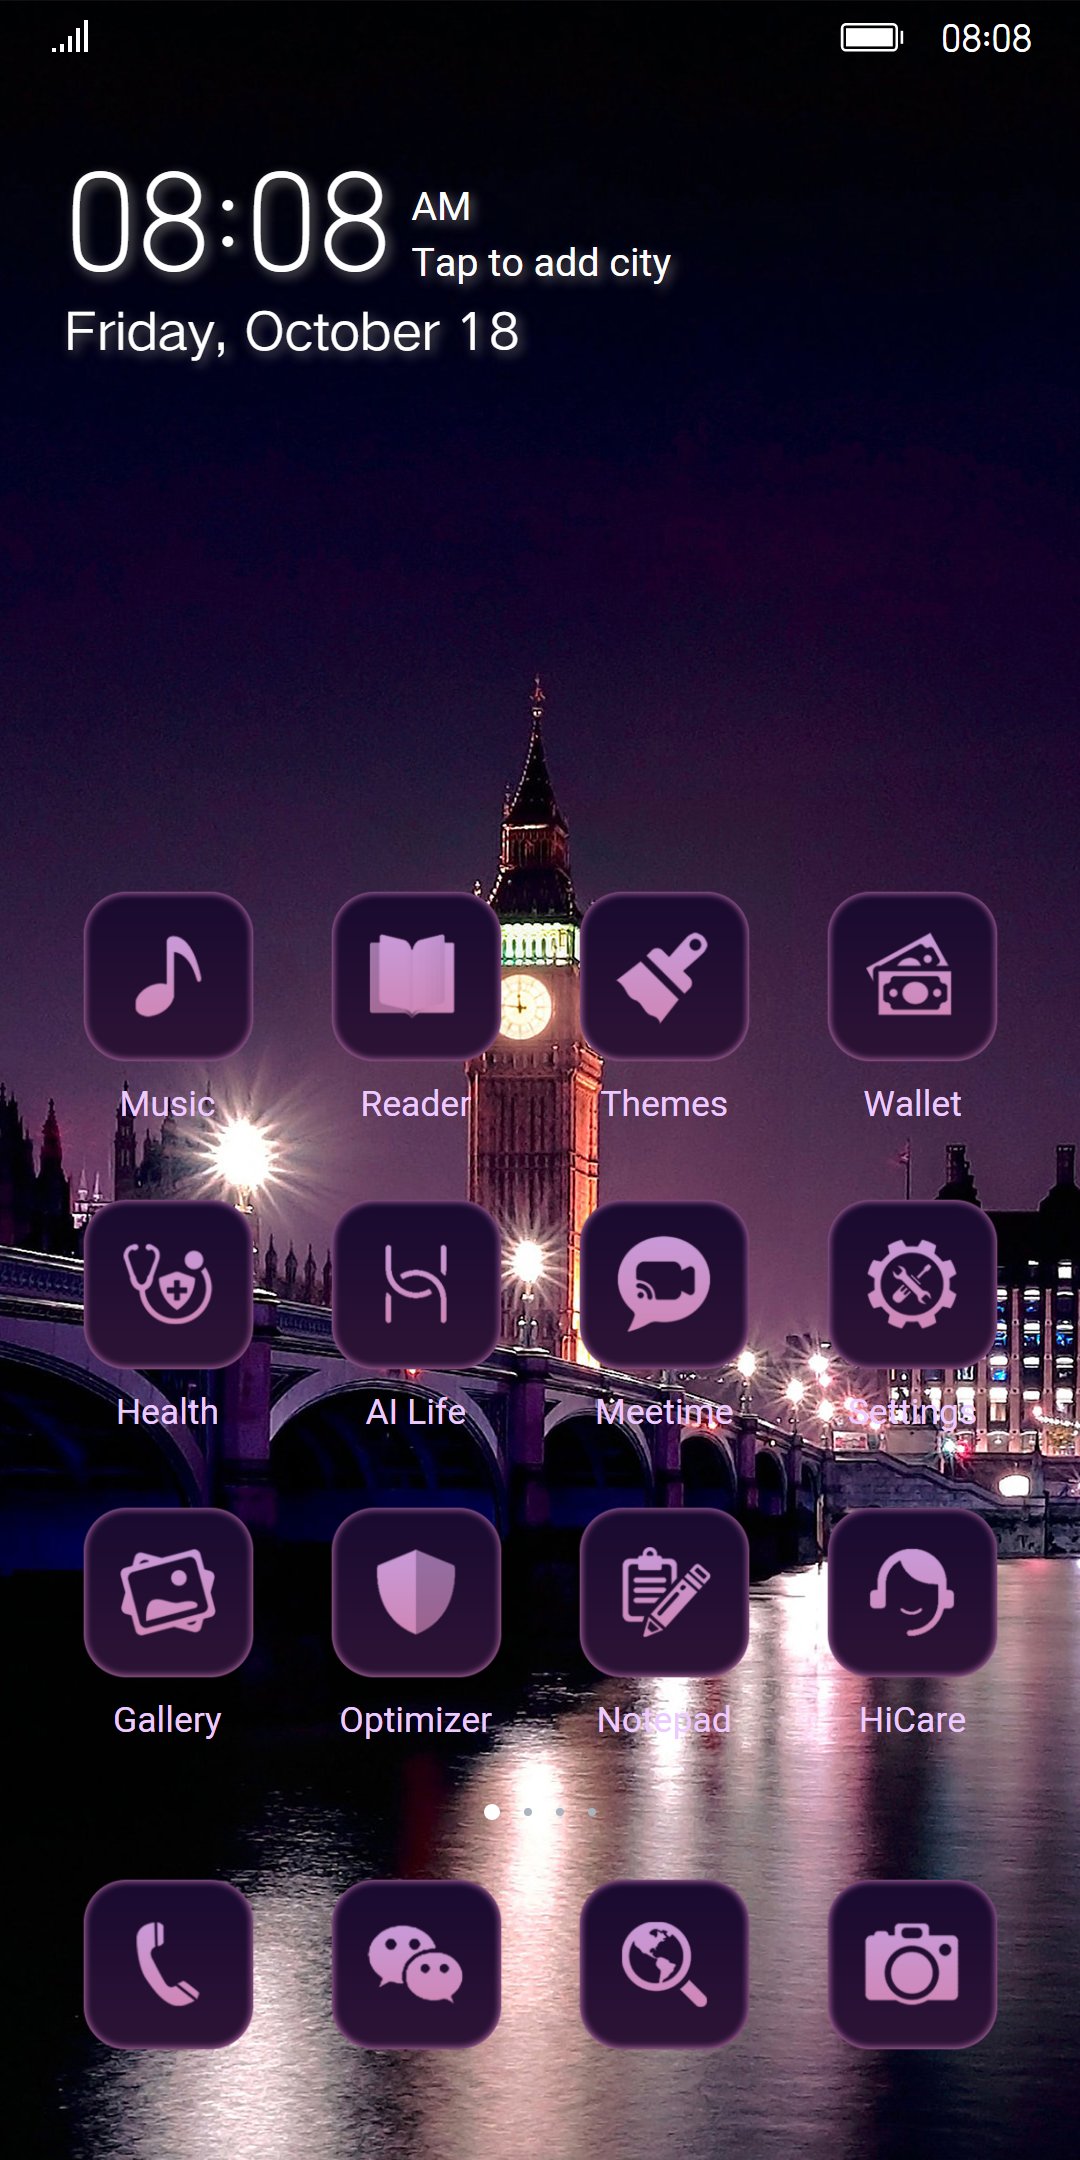 08:08
08:08 AM
Tap to add city
Friday, October 18
Music Reader Themes Wallet
Health AI Life Meetime Settings
Gallery Optimizer Notepad HiCare